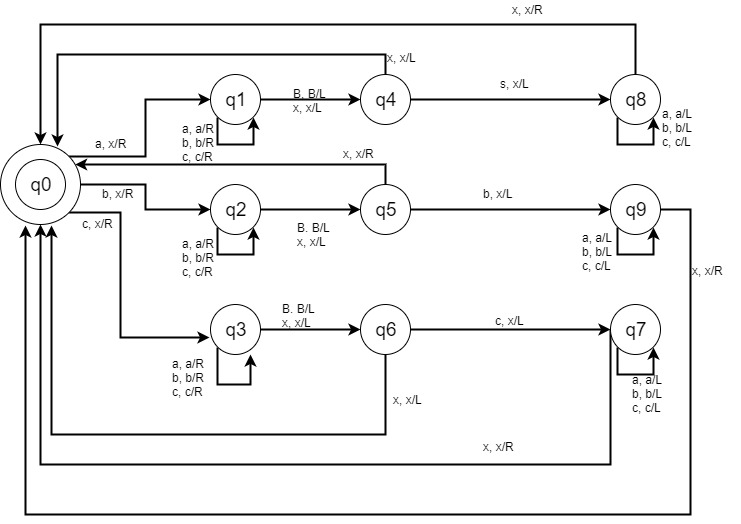 x, x/R
x, x/L
q1
B, B/L
x, x/L
q4
s, x/L
q8
a, x/R
a, a/R
b, b/R
c, c/R
a, a/L
b, b/L
c, c/L
x, x/R
q0
b, x/R
q2
q5
b, x/L
q9
c, x/R
B. B/L
x, x/L
a, a/R
b, b/R
c, c/R
a, a/L
b, b/L
c, c/L
x, x/R
B. B/L
x, x/L
q3
q6
c, x/L
q7
a, a/R
b, b/R
c, c/R
a, a/L
b, b/L
c, c/L
x, x/L
x, x/R